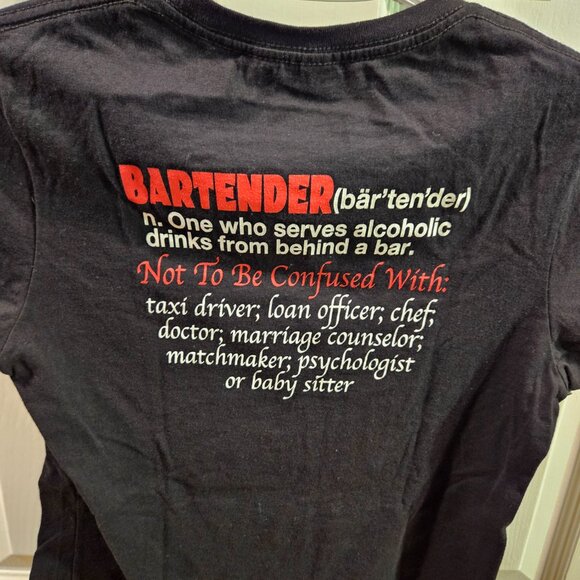 BARTENDER (bär'ten'der)
n. One who serves alcoholic
drinks from behind a bar.
Not To Be Confused With:
taxi driver; loan officer; chef,
doctor; marriage counselor;
matchmaker; psychologist
or baby sitter